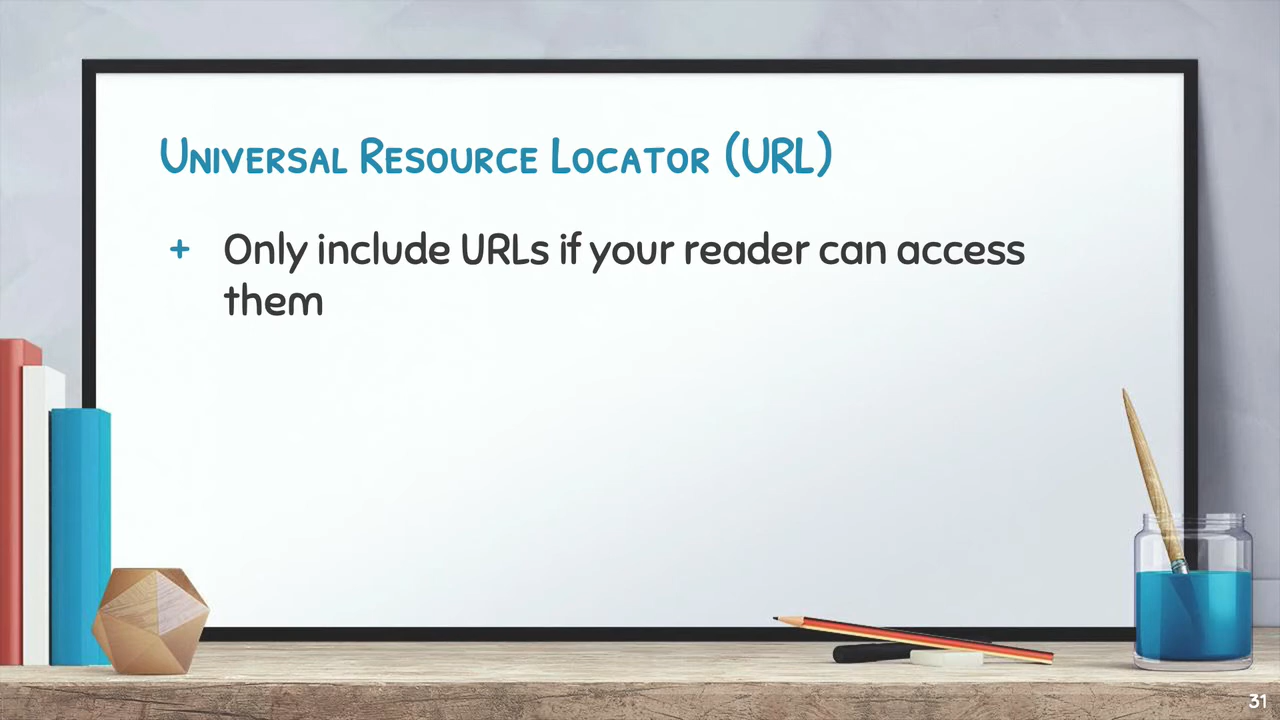 Universal Resource Locator (URL)
+ Only include URLs if your reader can access
them
31